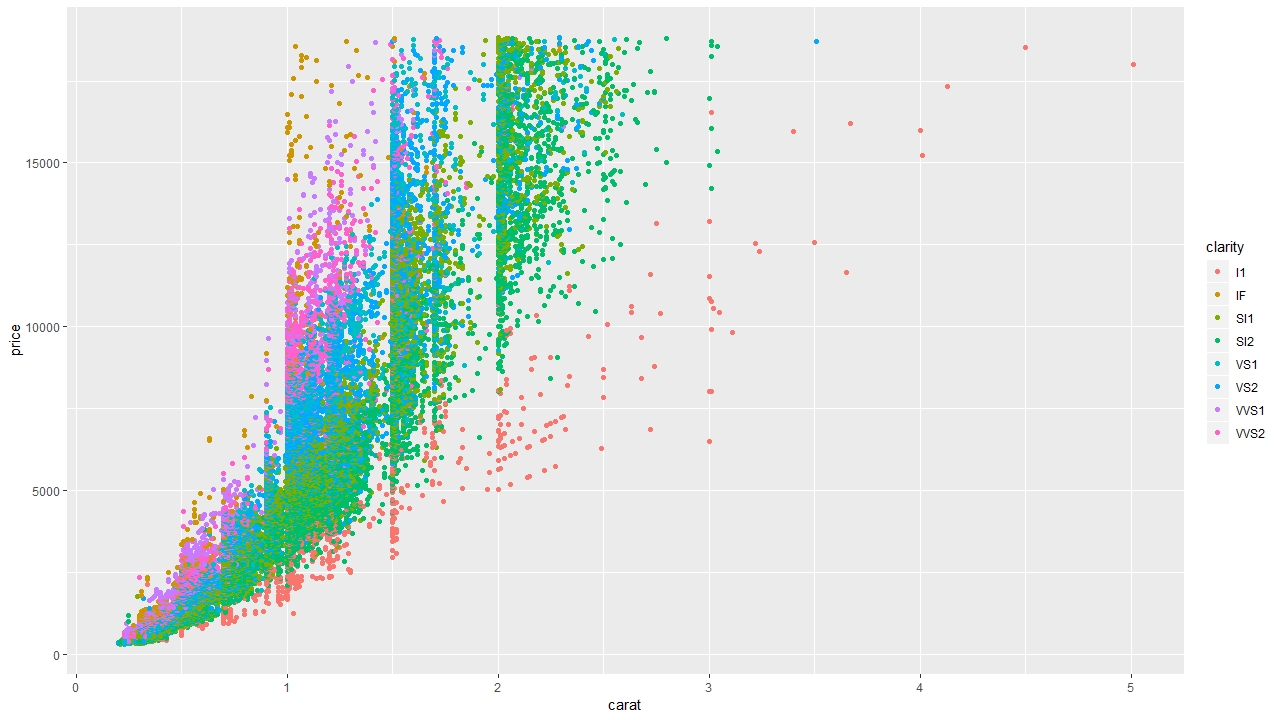 price
15000
10000
5000
0
0 1 2 3 4 5
carat
clarity
I1
IF
SI1
SI2
VS1
VS2
VVS1
VVS2